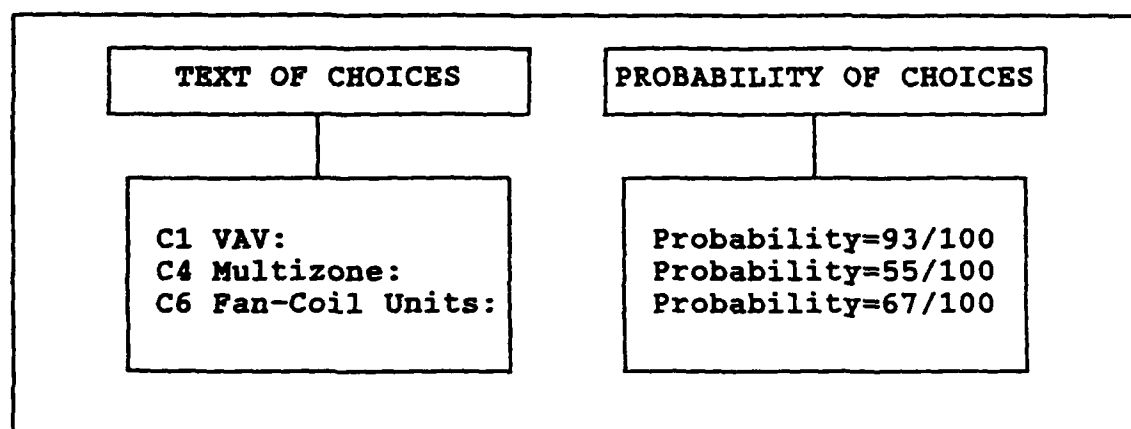 TEXT OF CHOICES
PROBABILITY OF CHOICES
C1 VAV:
C4 Multizone:
C6 Fan-Coil Units:
Probability=93/100
Probability=55/100
Probability=67/100